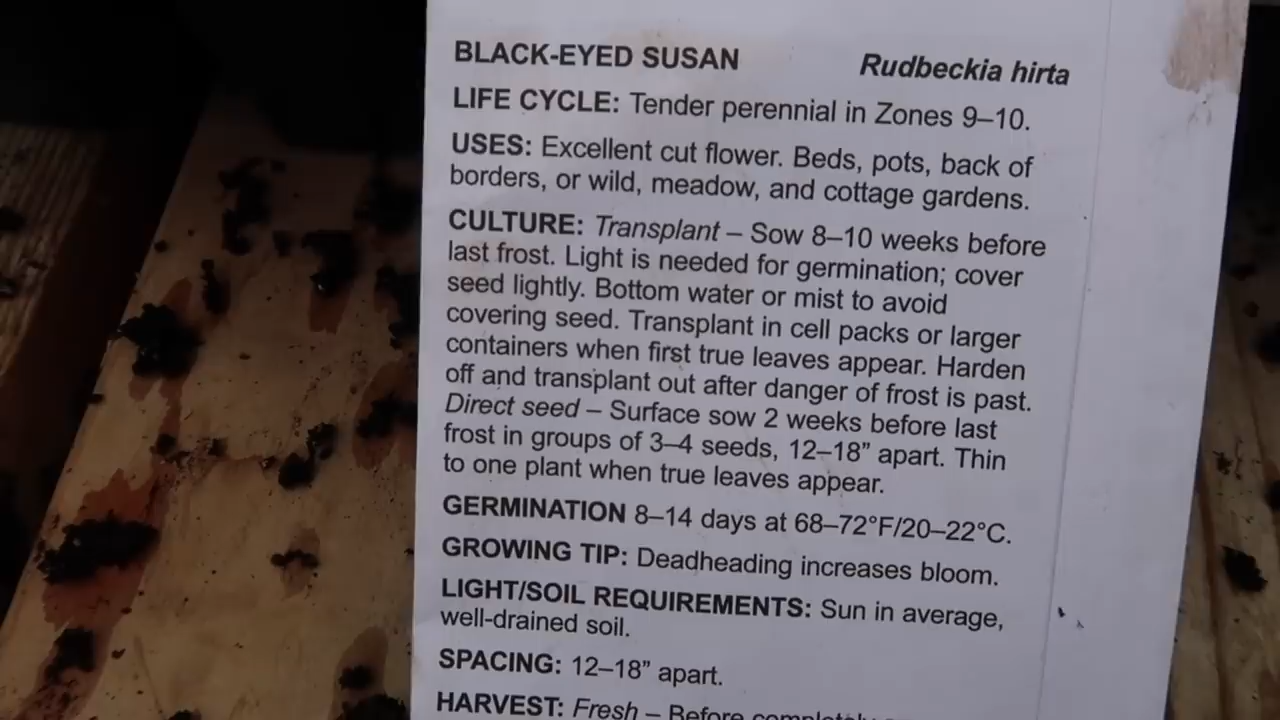 BLACK-EYED SUSAN Rudbeckia hirta
LIFE CYCLE: Tender perennial in Zones 9–10.
USES: Excellent cut flower. Beds, pots, back of
borders, or wild, meadow, and cottage gardens.
CULTURE: Transplant – Sow 8–10 weeks before
last frost. Light is needed for germination; cover
seed lightly. Bottom water or mist to avoid
covering seed. Transplant in cell packs or larger
containers when first true leaves appear. Harden
off and transplant out after danger of frost is past.
Direct seed – Surface sow 2 weeks before last
frost in groups of 3–4 seeds, 12–18” apart. Thin
to one plant when true leaves appear.
GERMINATION 8–14 days at 68–72°F/20–22°C.
GROWING TIP: Deadheading increases bloom.
LIGHT/SOIL REQUIREMENTS: Sun in average,
well-drained soil.
SPACING: 12–18” apart.
HARVEST: Fresh – Before completely